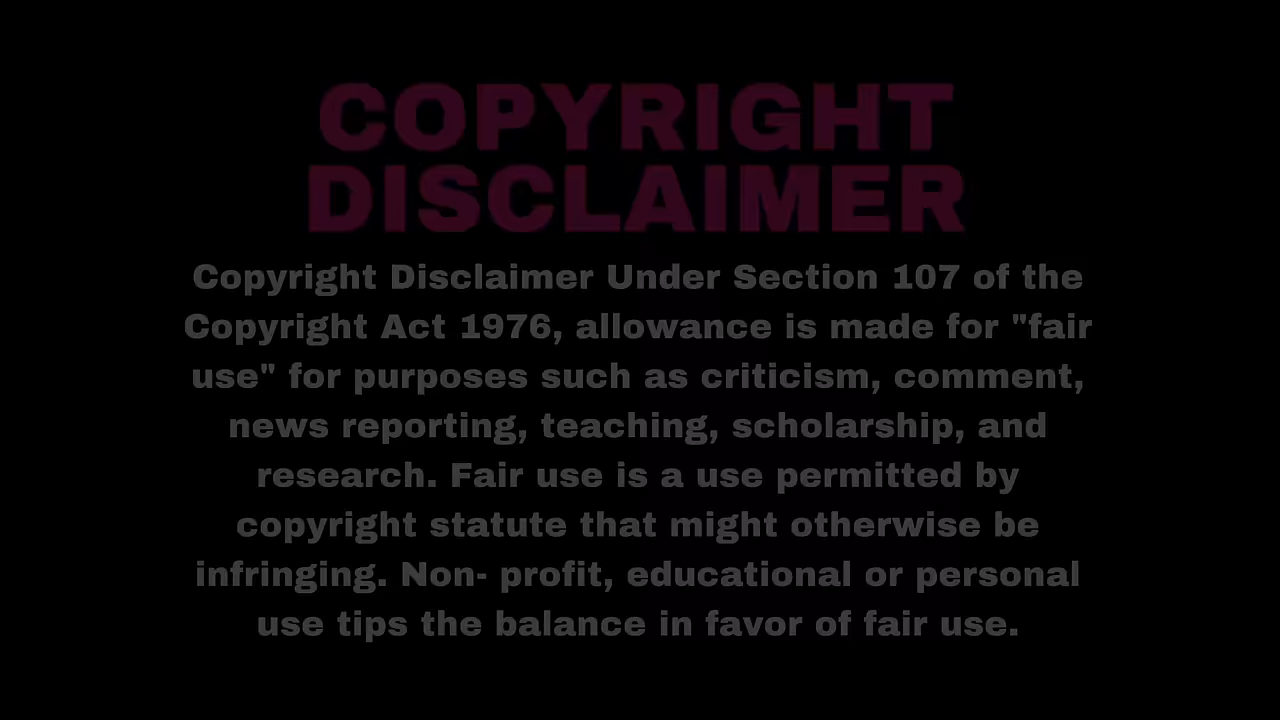 COPYRIGHT
DISCLAIMER
Copyright Disclaimer Under Section 107 of the
Copyright Act 1976, allowance is made for "fair
use" for purposes such as criticism, comment,
news reporting, teaching, scholarship, and
research. Fair use is a use permitted by
copyright statute that might otherwise be
infringing. Non- profit, educational or personal
use tips the balance in favor of fair use.